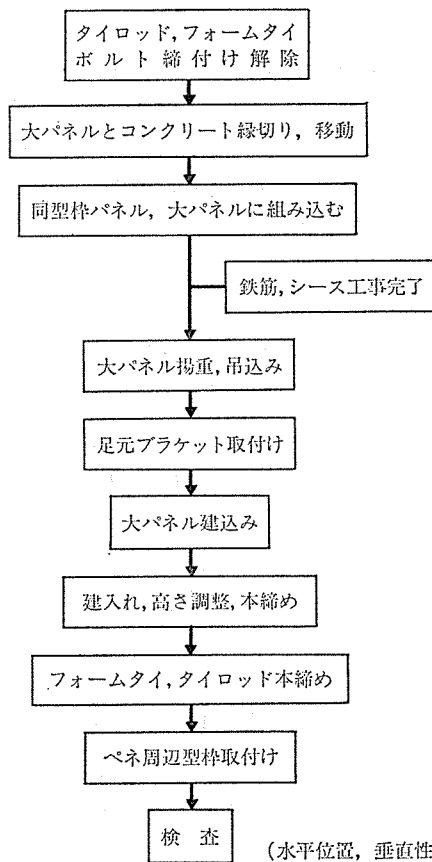 タイロッド,フォームタイ
ボルト締付け解除
大パネルとコンクリート縁切り,移動
同型枠パネル,大パネルに組み込む
鉄筋,シース工事完了
大パネル揚重,吊込み
足元ブラケット取付け
大パネル建込み
建入れ,高さ調整,本締め
フォームタイ,タイロッド本締め
ペネ周辺型枠取付け
検査
(水平位置,垂直性